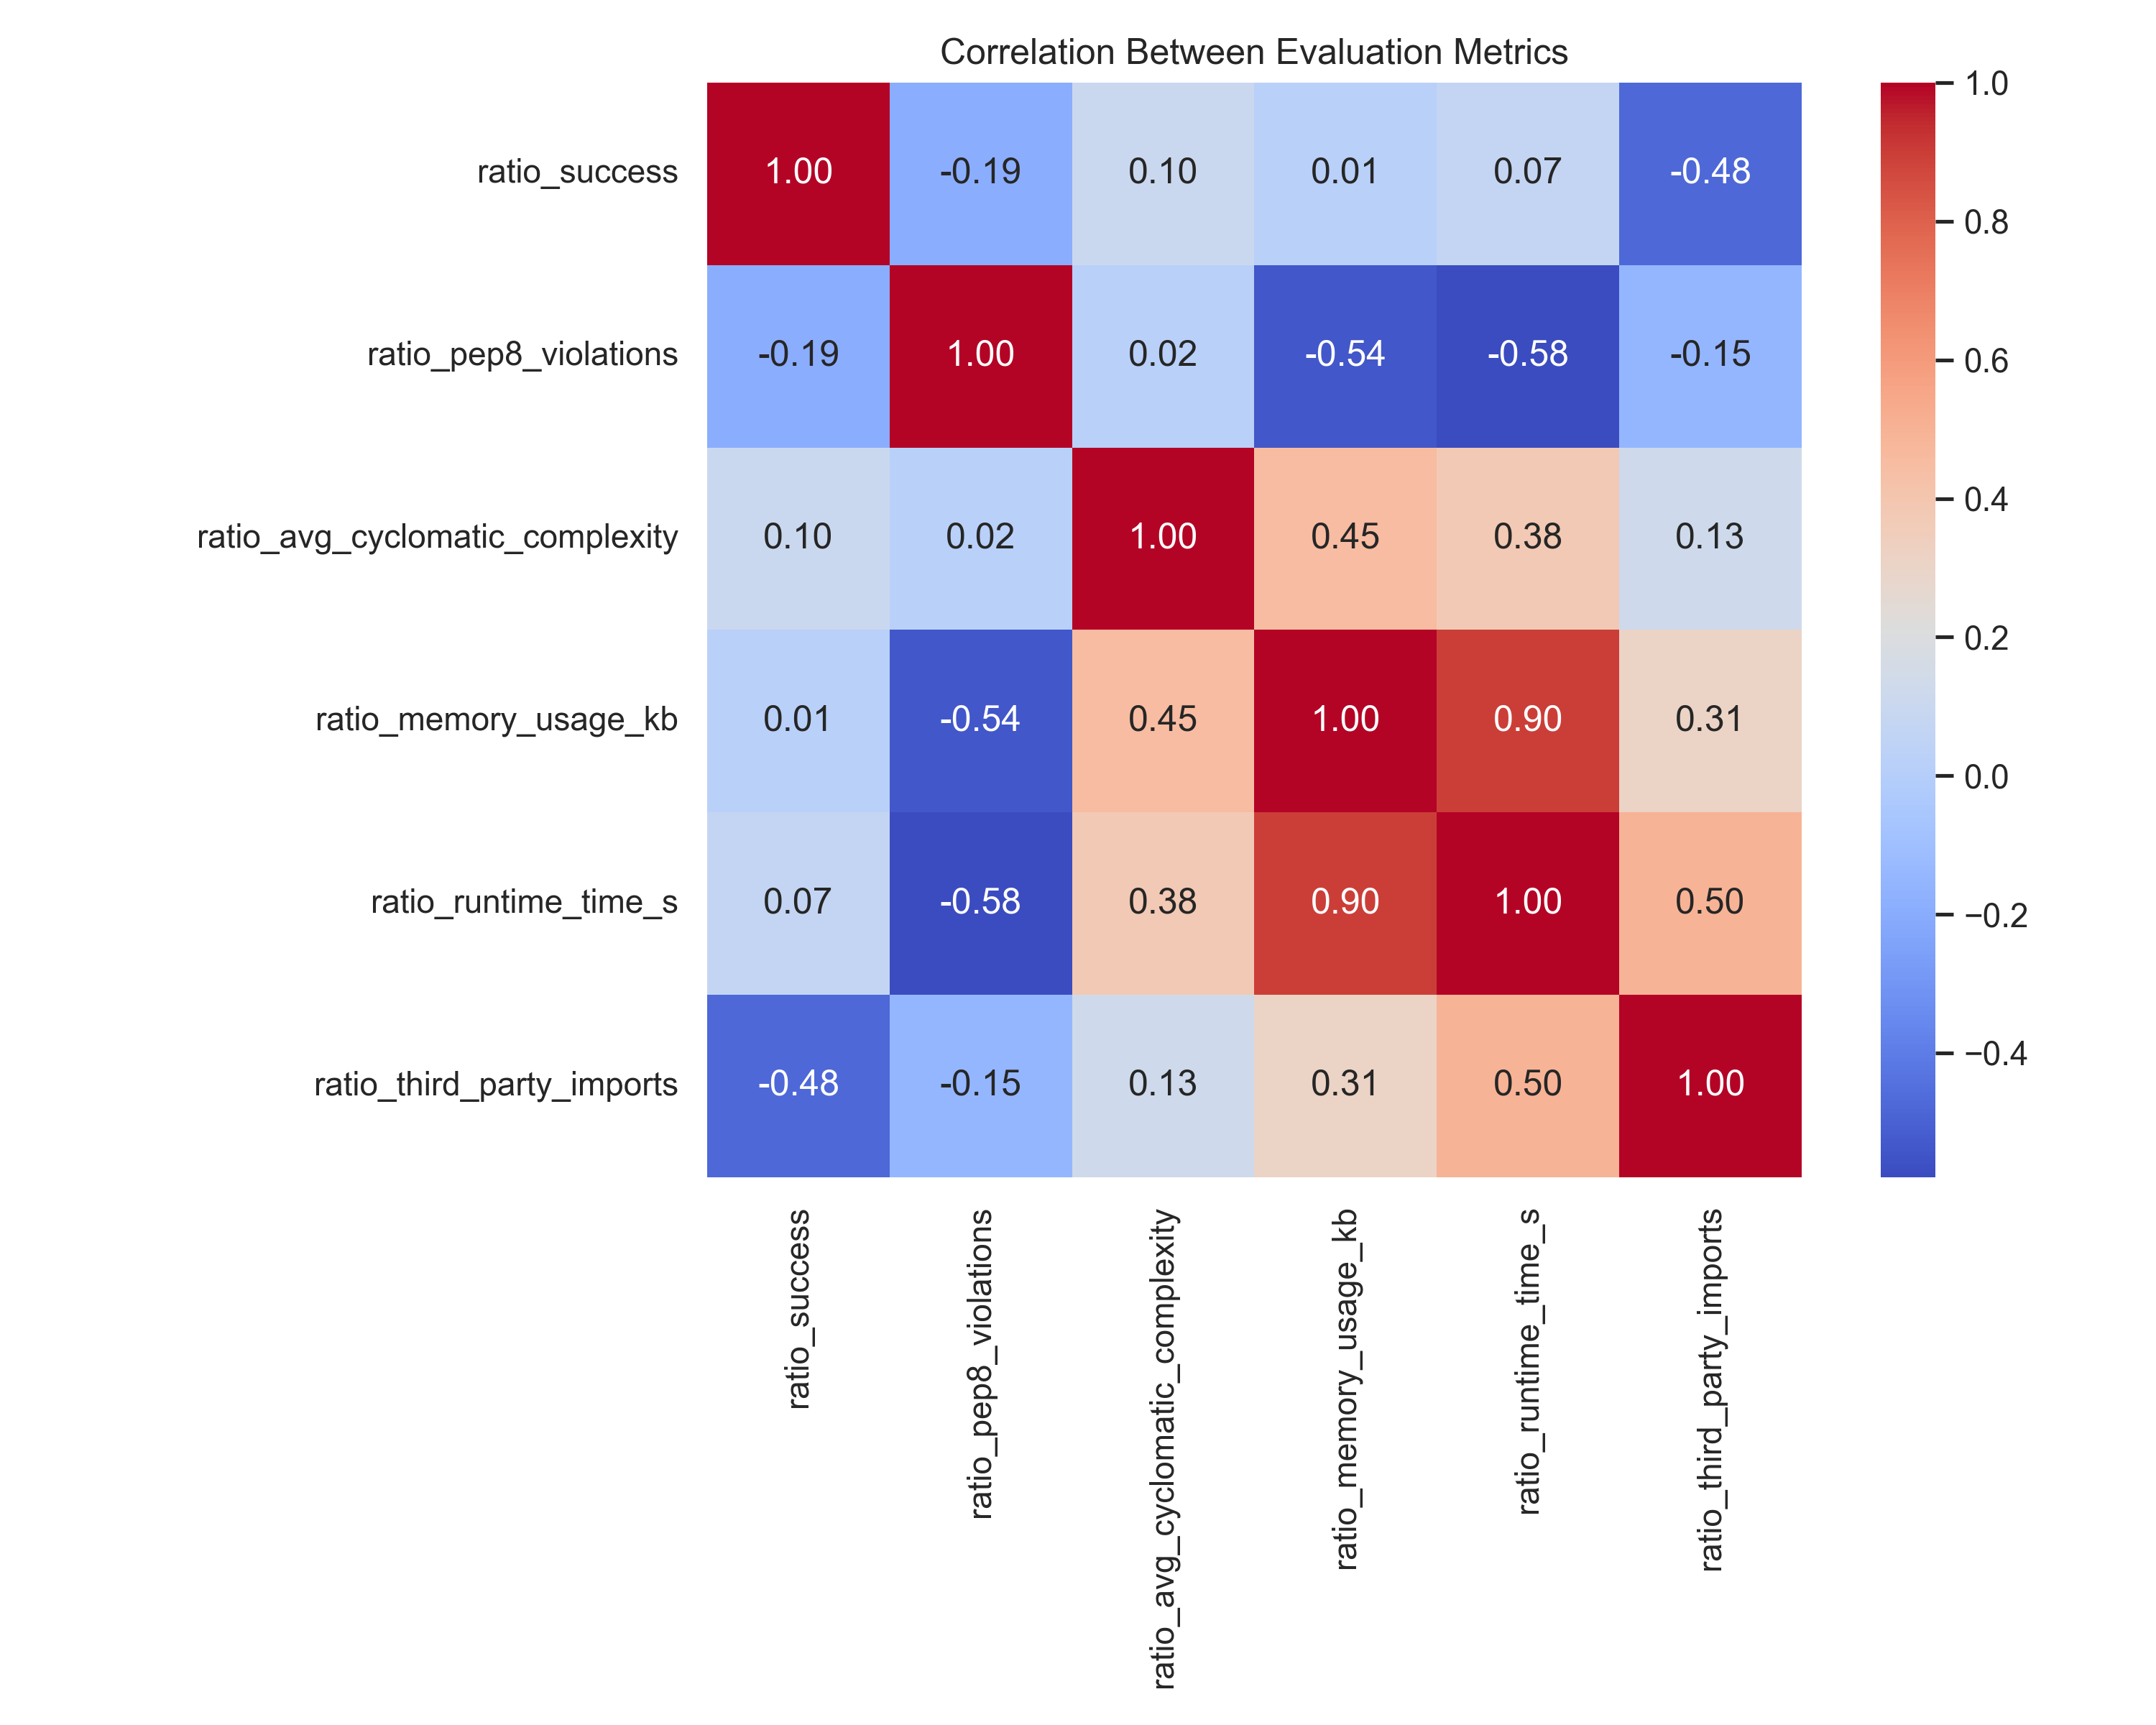 Correlation Between Evaluation Metrics
ratio_success 1.00 -0.19 0.10 0.01 0.07 -0.48
ratio_pep8_violations -0.19 1.00 0.02 -0.54 -0.58 -0.15
ratio_avg_cyclomatic_complexity 0.10 0.02 1.00 0.45 0.38 0.13
ratio_memory_usage_kb 0.01 -0.54 0.45 1.00 0.90 0.31
ratio_runtime_time_s 0.07 -0.58 0.38 0.90 1.00 0.50
ratio_third_party_imports -0.48 -0.15 0.13 0.31 0.50 1.00
ratio_success
ratio_pep8_violations
ratio_avg_cyclomatic_complexity
ratio_memory_usage_kb
ratio_runtime_time_s
ratio_third_party_imports
1.0
0.8
0.6
0.4
0.2
0.0
−0.2
−0.4